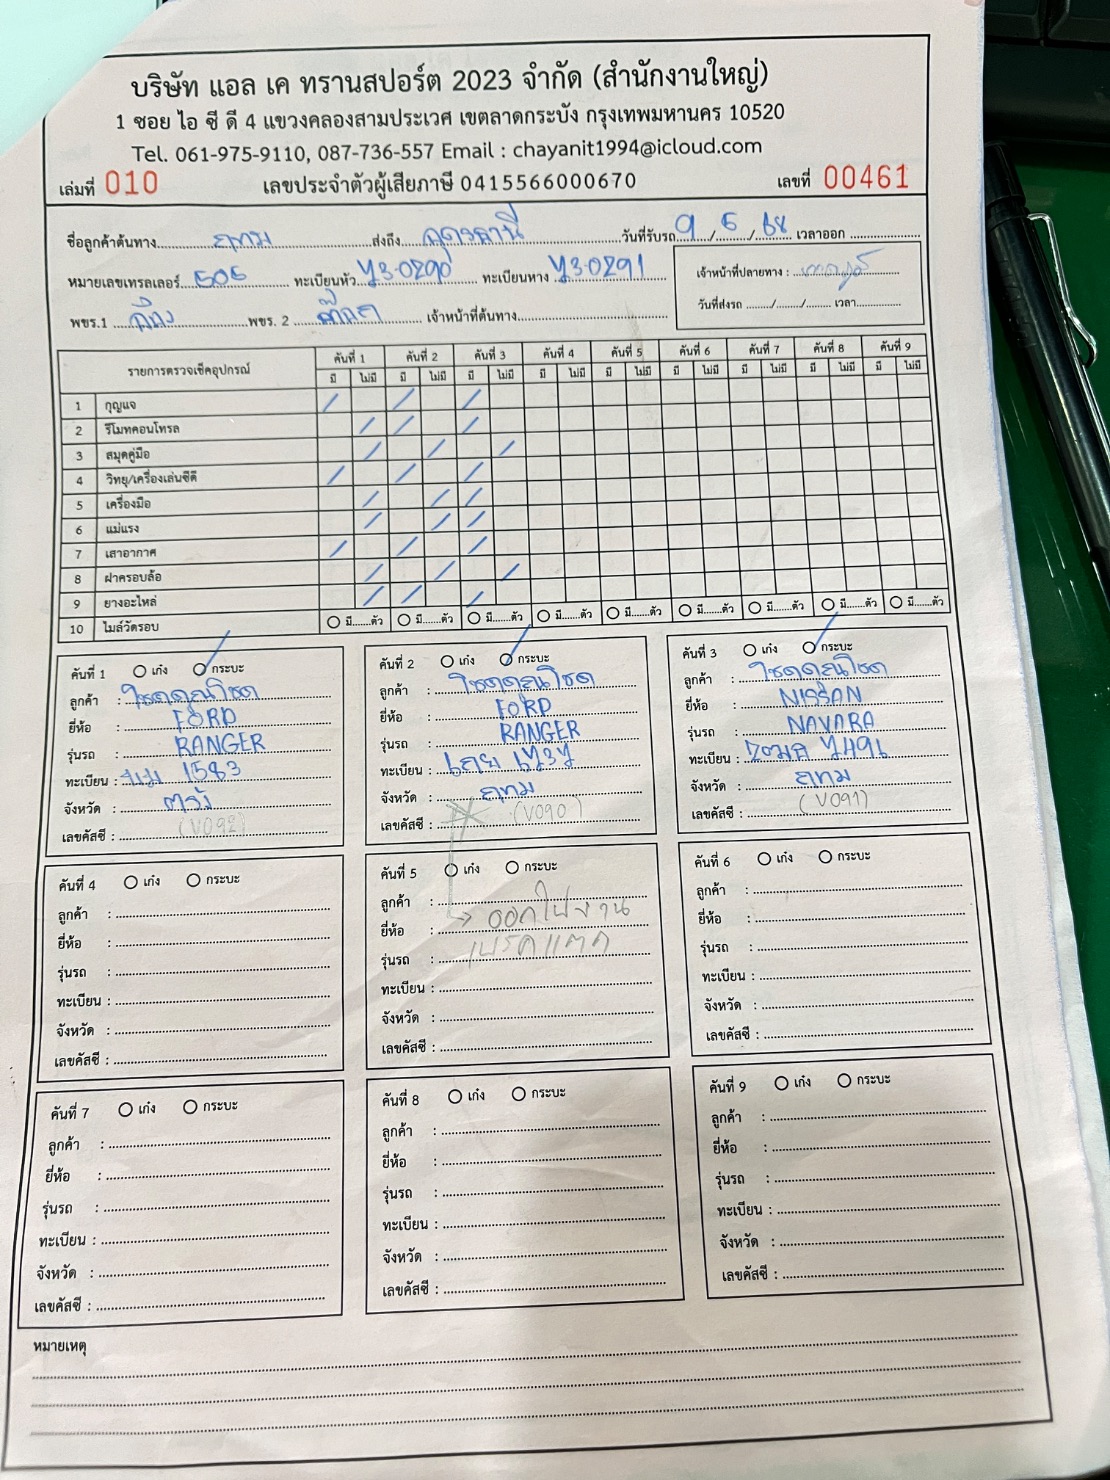 บริษัท แอล เค ทรานสปอร์ต 2023 จำกัด (สำนักงานใหญ่)
1 ซอย ไอ ซี ดี 4 แขวงคลองสามประเวศ เขตลาดกระบัง กรุงเทพมหานคร 10520
Tel. 061-975-9110, 087-736-557 Email : chayanit1994@icloud.com
เล่มที่ 010 เลขประจำตัวผู้เสียภาษี 0415566000670 เลขที่ 00461
ชื่อลูกค้าต้นทาง กทม ส่งถึง อุดรธานี วันที่รับรถ 9 / 6 / 68 เวลาออก
หมายเลขเทรลเลอร์ 505 ทะเบียนหัว ทะเบียนหาง เจ้าหน้าที่ปลายทาง :
พขร.1 พขร. 2 เจ้าหน้าที่ต้นทาง วันที่ส่งรถ / / เวลา
รายการตรวจเช็คอุปกรณ์ คันที่ 1 คันที่ 2 คันที่ 3 คันที่ 4 คันที่ 5 คันที่ 6 คันที่ 7 คันที่ 8 คันที่ 9
มี ไม่มี มี ไม่มี มี ไม่มี มี ไม่มี มี ไม่มี มี ไม่มี มี ไม่มี มี ไม่มี มี ไม่มี
1 กุญแจ / / /
2 รีโมทคอนโทรล / / /
3 สมุดคู่มือ / / /
4 วิทยุ/เครื่องเล่นซีดี / / /
5 เครื่องมือ / / /
6 แม่แรง / / /
7 เสาอากาศ / / /
8 ฝาครอบล้อ / / /
9 ยางอะไหล่ / / /
10 ไมล์วัดรอบ มี ตัว มี ตัว มี ตัว มี ตัว มี ตัว มี ตัว มี ตัว มี ตัว มี ตัว
คันที่ 1 เก๋ง กระบะ
ลูกค้า :
ยี่ห้อ : FORD
รุ่นรถ : RANGER
ทะเบียน : 1583
จังหวัด : ตรัง
เลขคัสซี : (V092)
คันที่ 2 เก๋ง กระบะ
ลูกค้า :
ยี่ห้อ : FORD
รุ่นรถ : RANGER
ทะเบียน :
จังหวัด : กทม
เลขคัสซี : (V090)
คันที่ 3 เก๋ง กระบะ
ลูกค้า :
ยี่ห้อ : NISSAN
รุ่นรถ : NAVARA
ทะเบียน :
จังหวัด : กทม
เลขคัสซี : (V091)
คันที่ 4 เก๋ง กระบะ
ลูกค้า :
ยี่ห้อ :
รุ่นรถ :
ทะเบียน :
จังหวัด :
เลขคัสซี :
คันที่ 5 เก๋ง กระบะ
ลูกค้า : ออกใบงาน
ยี่ห้อ : เบรคแตก
รุ่นรถ :
ทะเบียน :
จังหวัด :
เลขคัสซี :
คันที่ 6 เก๋ง กระบะ
ลูกค้า :
ยี่ห้อ :
รุ่นรถ :
ทะเบียน :
จังหวัด :
เลขคัสซี :
คันที่ 7 เก๋ง กระบะ
ลูกค้า :
ยี่ห้อ :
รุ่นรถ :
ทะเบียน :
จังหวัด :
เลขคัสซี :
คันที่ 8 เก๋ง กระบะ
ลูกค้า :
ยี่ห้อ :
รุ่นรถ :
ทะเบียน :
จังหวัด :
เลขคัสซี :
คันที่ 9 เก๋ง กระบะ
ลูกค้า :
ยี่ห้อ :
รุ่นรถ :
ทะเบียน :
จังหวัด :
เลขคัสซี :
หมายเหตุ